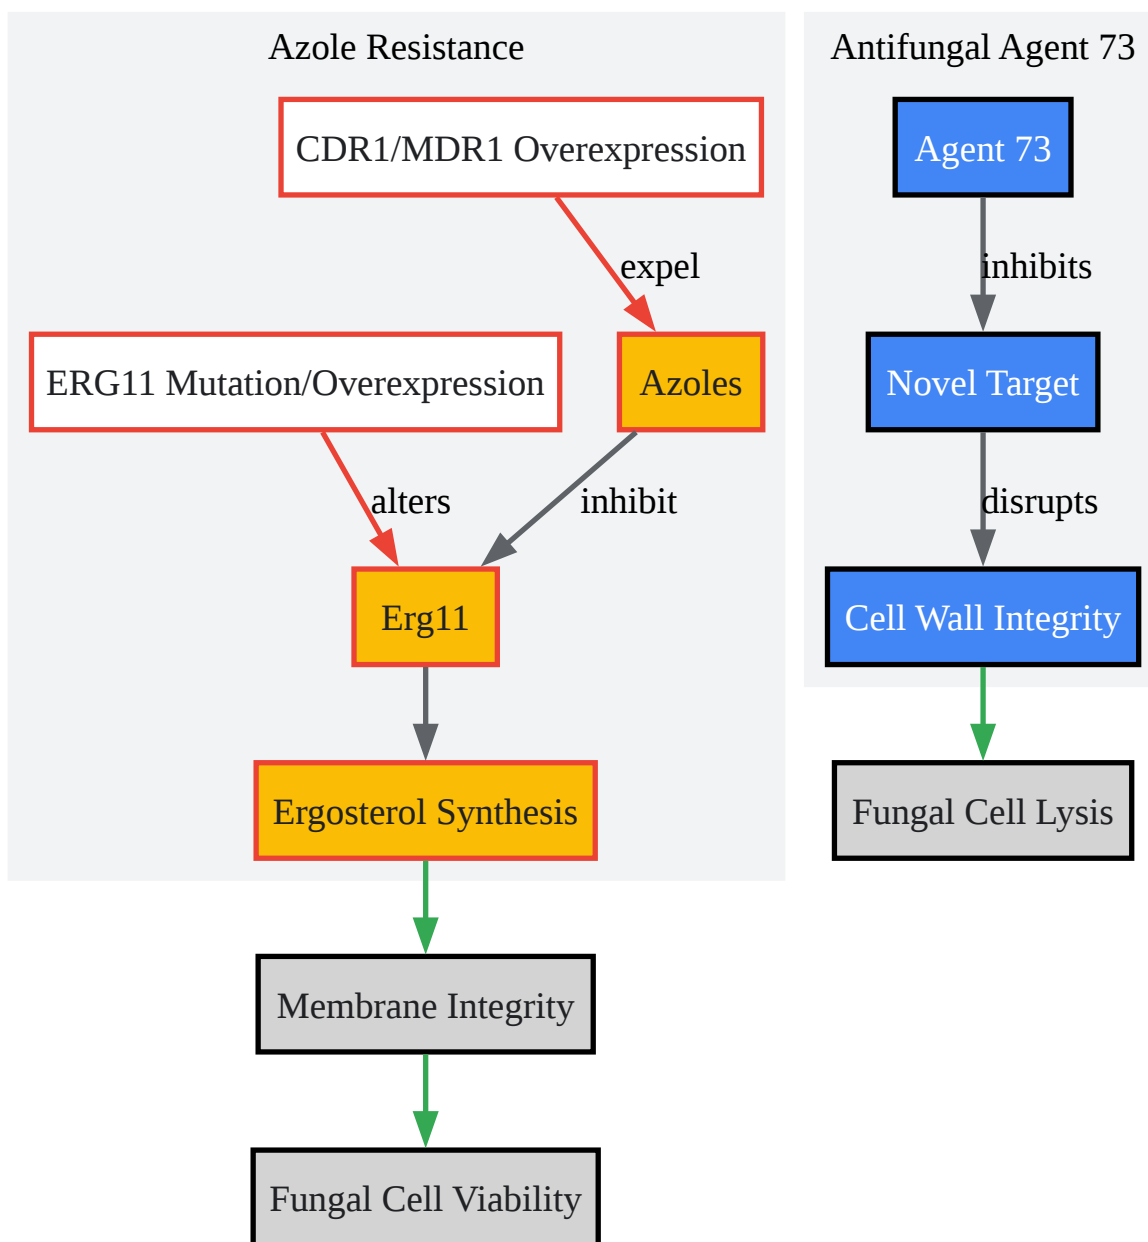 Azole Resistance
CDR1/MDR1 Overexpression
expel
ERG11 Mutation/Overexpression
Azoles
alters
inhibit
Erg11
Ergosterol Synthesis
Membrane Integrity
Fungal Cell Viability
Antifungal Agent 73
Agent 73
inhibits
Novel Target
disrupts
Cell Wall Integrity
Fungal Cell Lysis